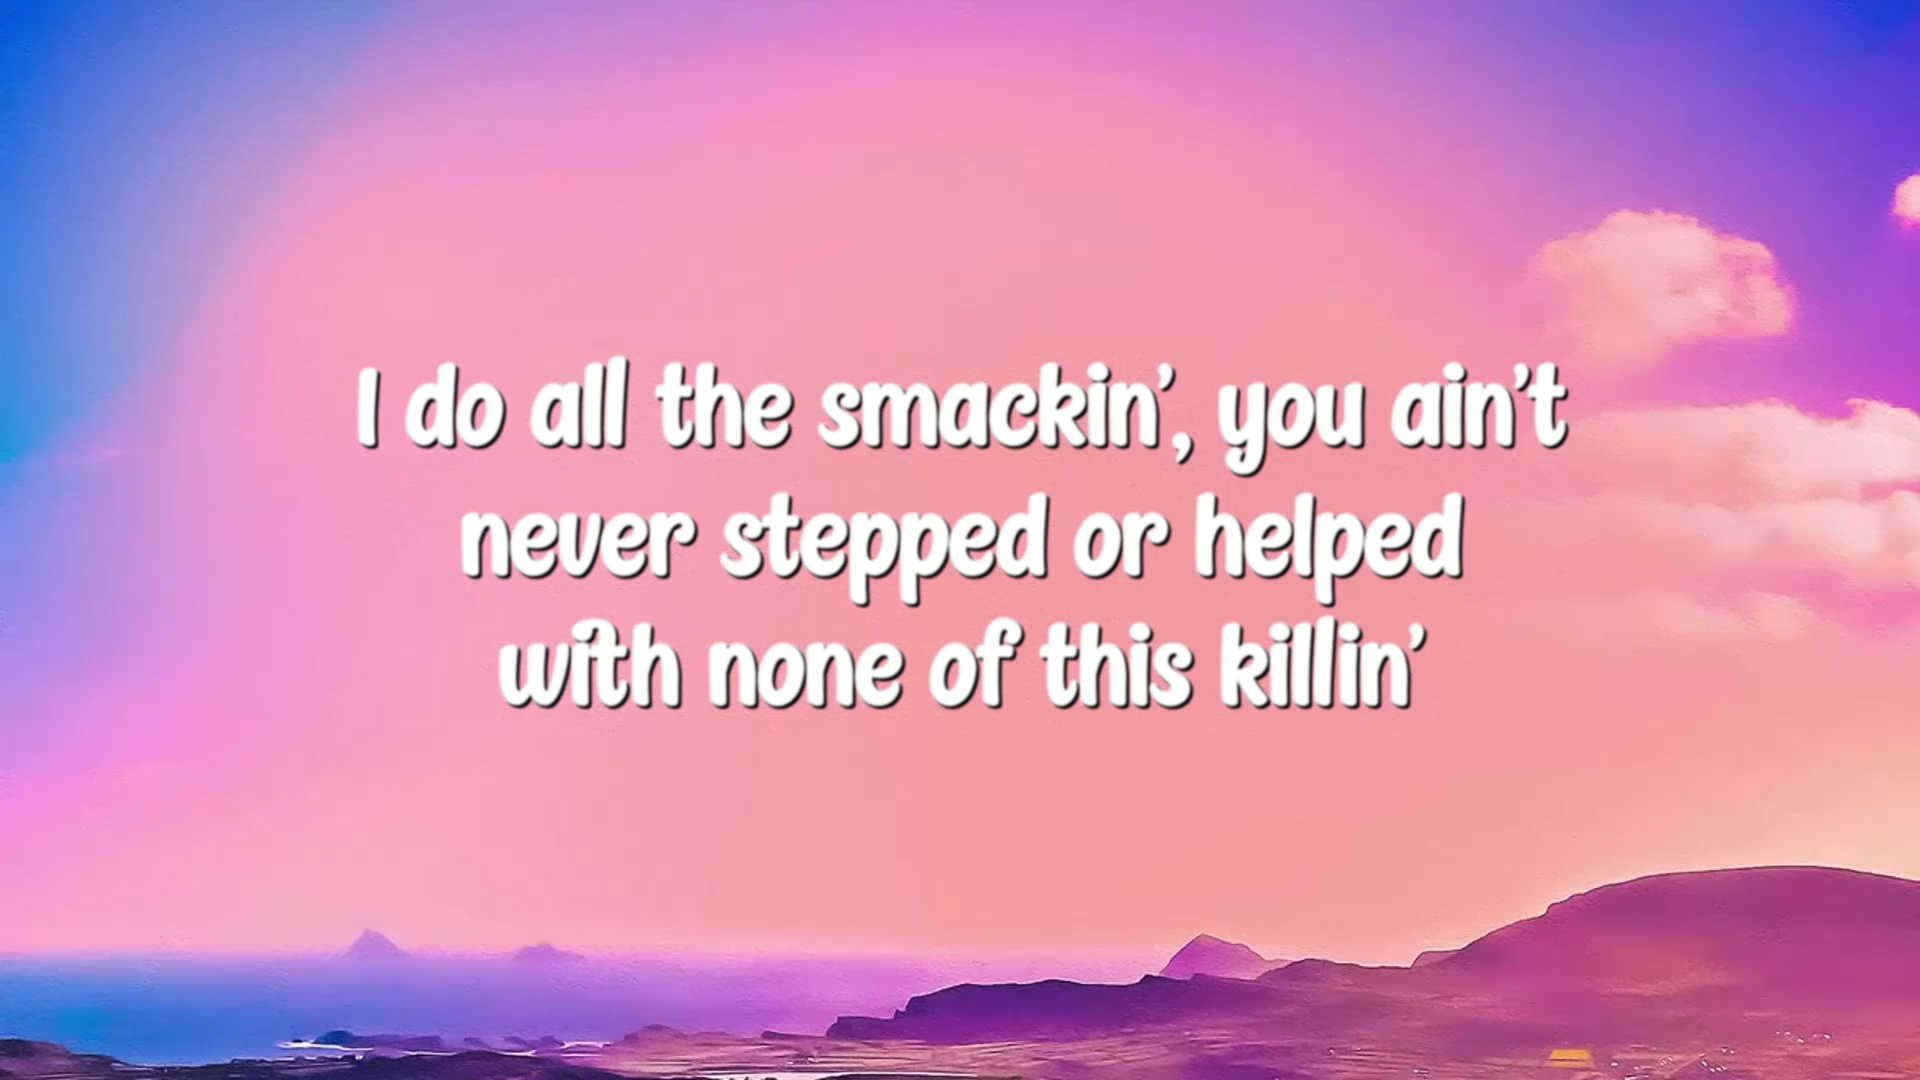 I do all the smackin’, you ain’t
never stepped or helped
with none of this killin’